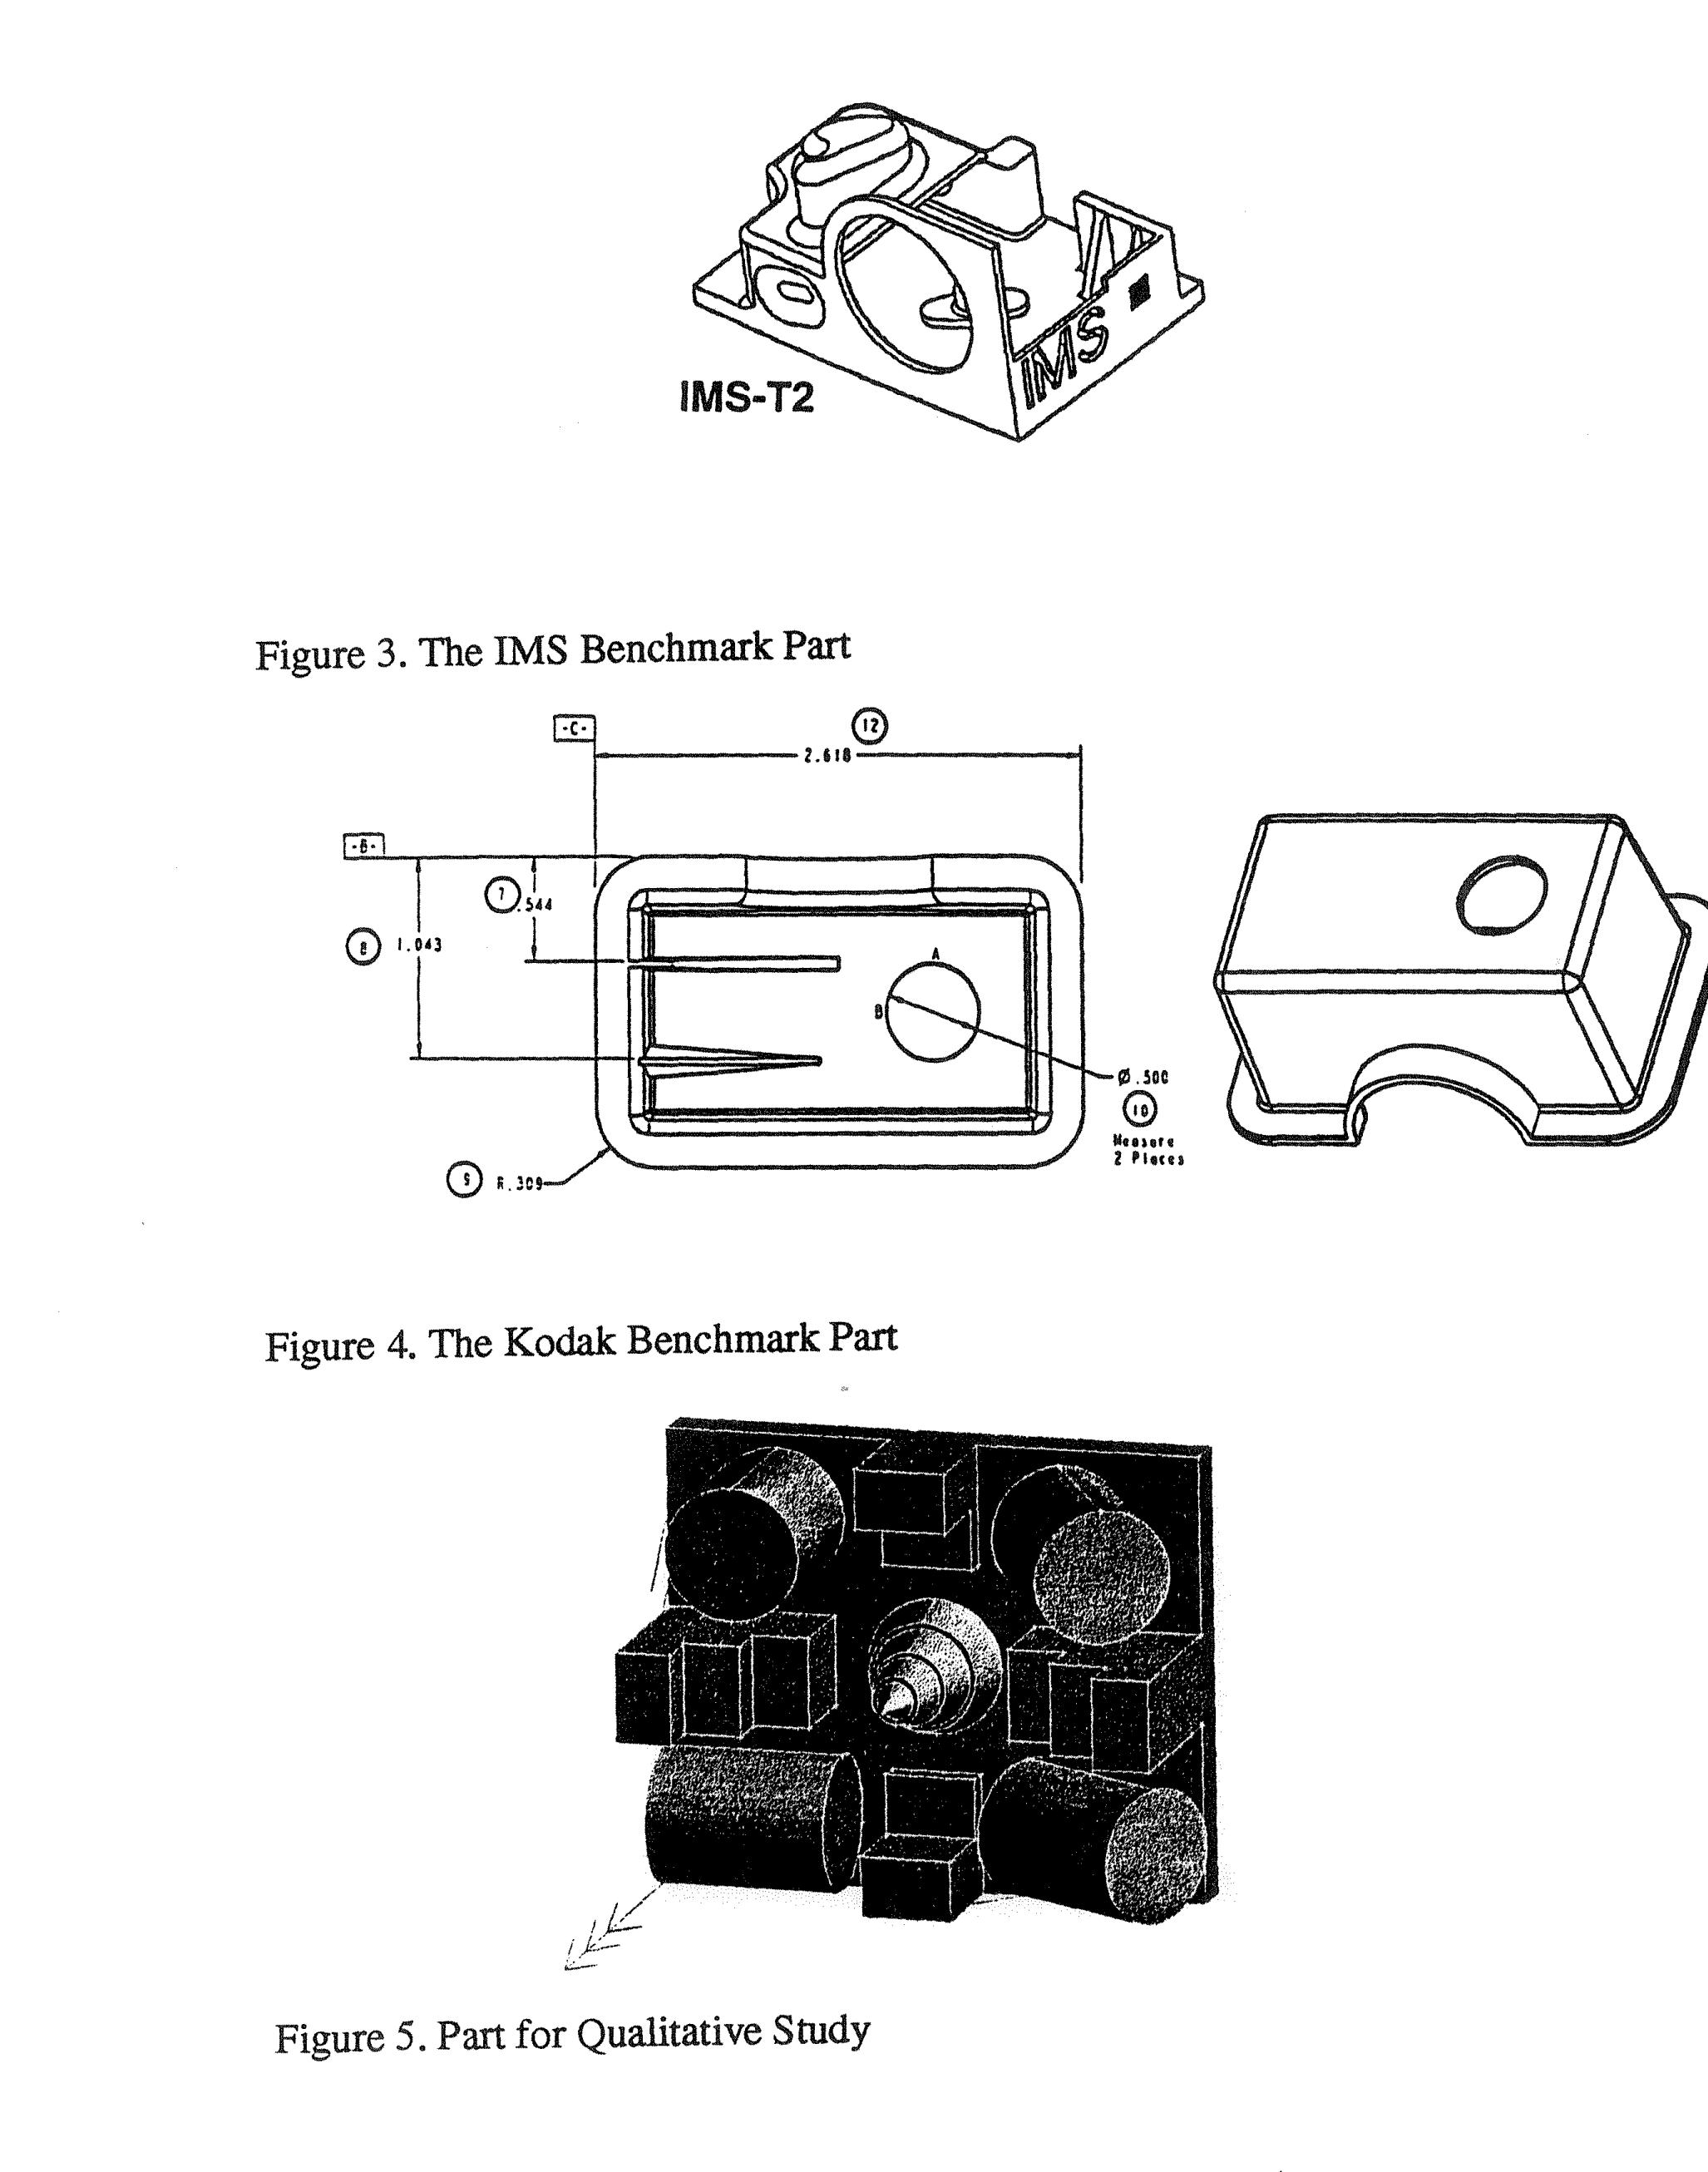 IMS
IMS-T2
Figure 3. The IMS Benchmark Part
-C-
12
2.618
-B-
7
.544
8
1.043
A
B
Ø.500
10
Measure
2 Places
9
R.309
Figure 4. The Kodak Benchmark Part
Figure 5. Part for Qualitative Study